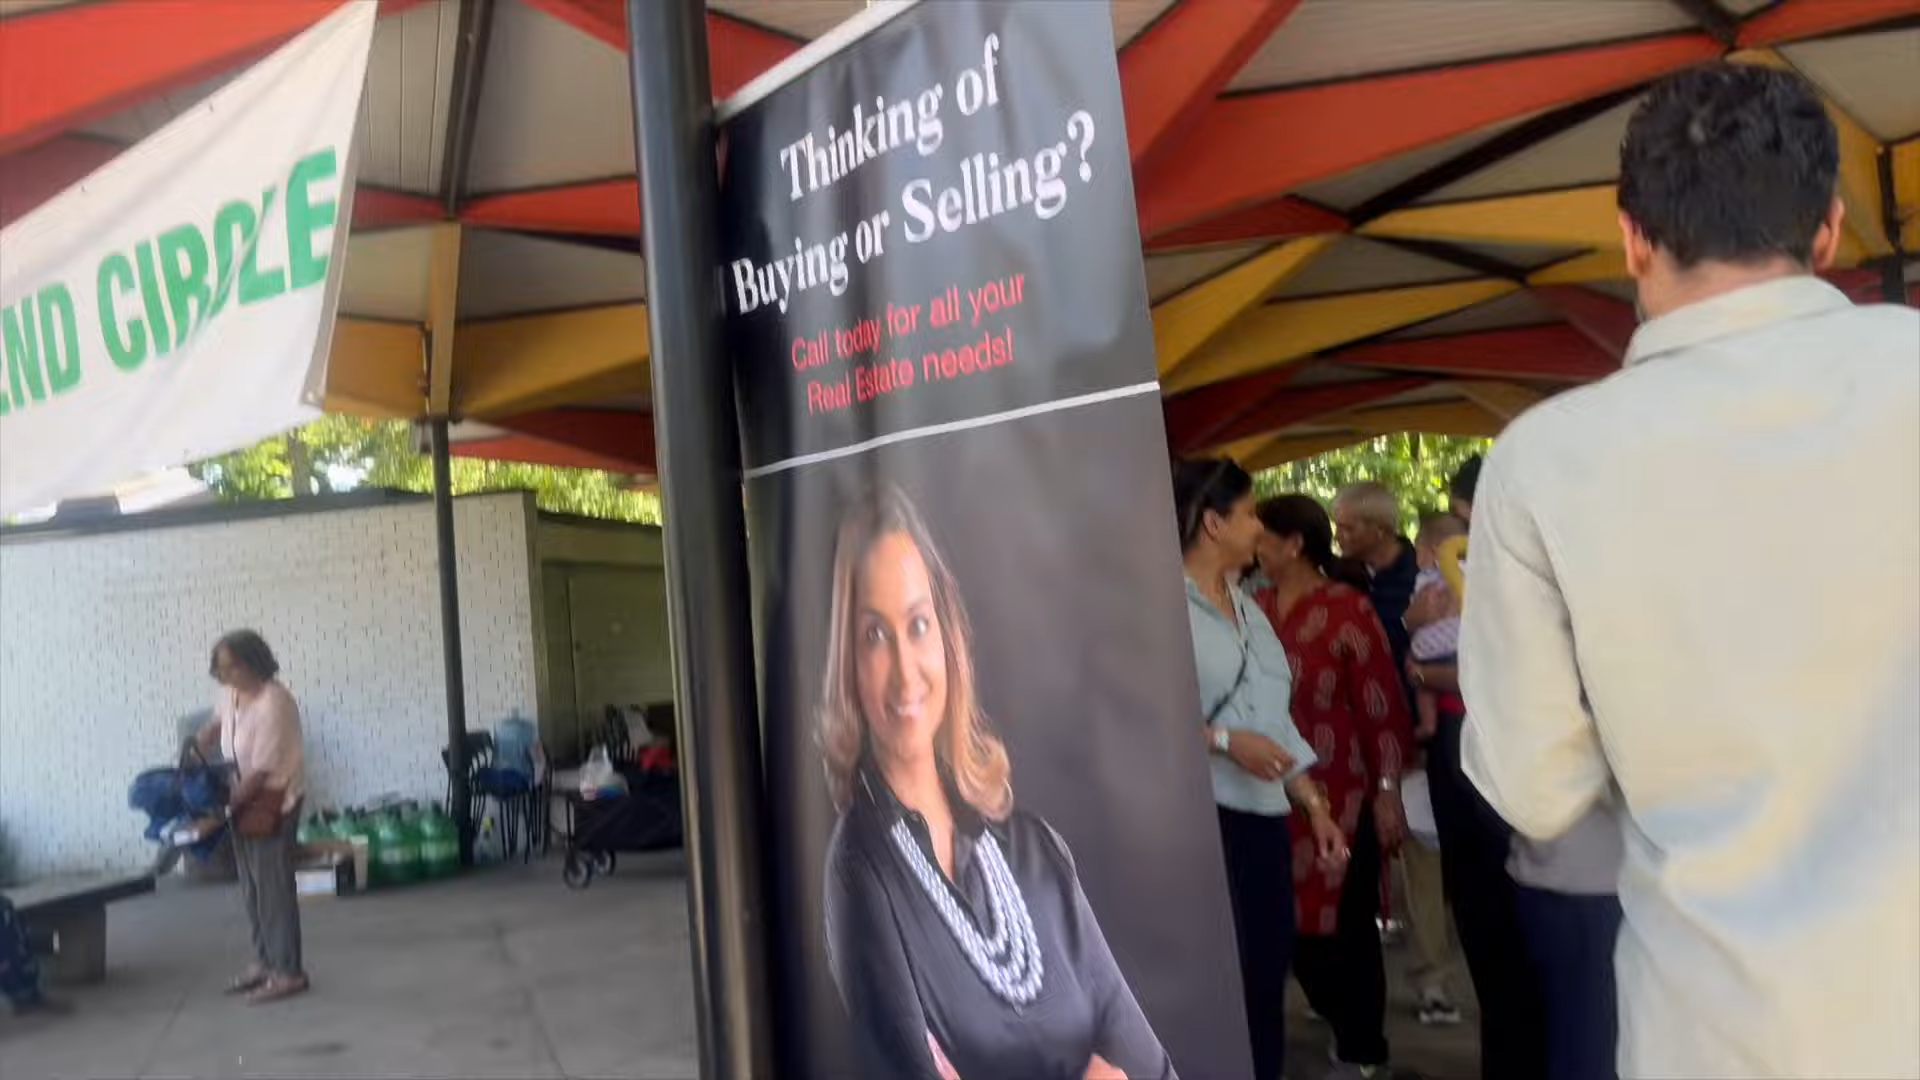 ND CIRCLE
Thinking of
Buying or Selling?
Call today for all your
Real Estate needs!